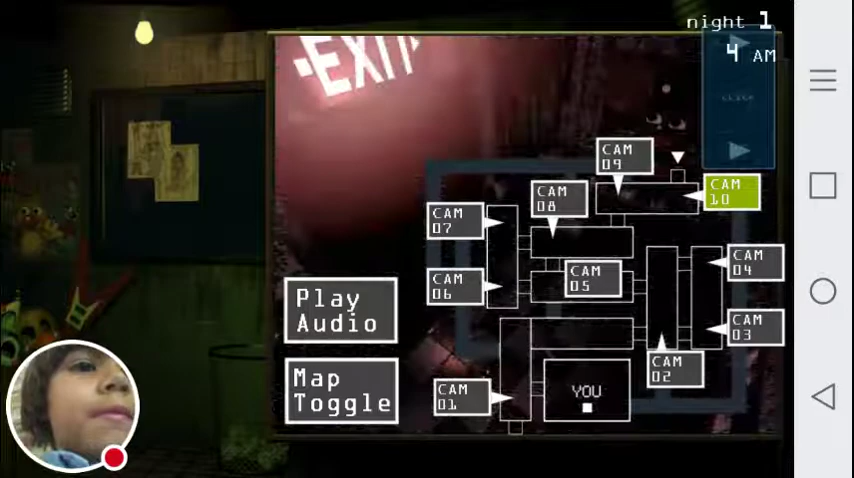 night 1
4 AM
EXIT
CLICK
CAM 09
CAM 10
CAM 08
CAM 07
CAM 04
CAM 05
CAM 06
Play
Audio
CAM 03
CAM 02
Map
Toggle
CAM 01
YOU